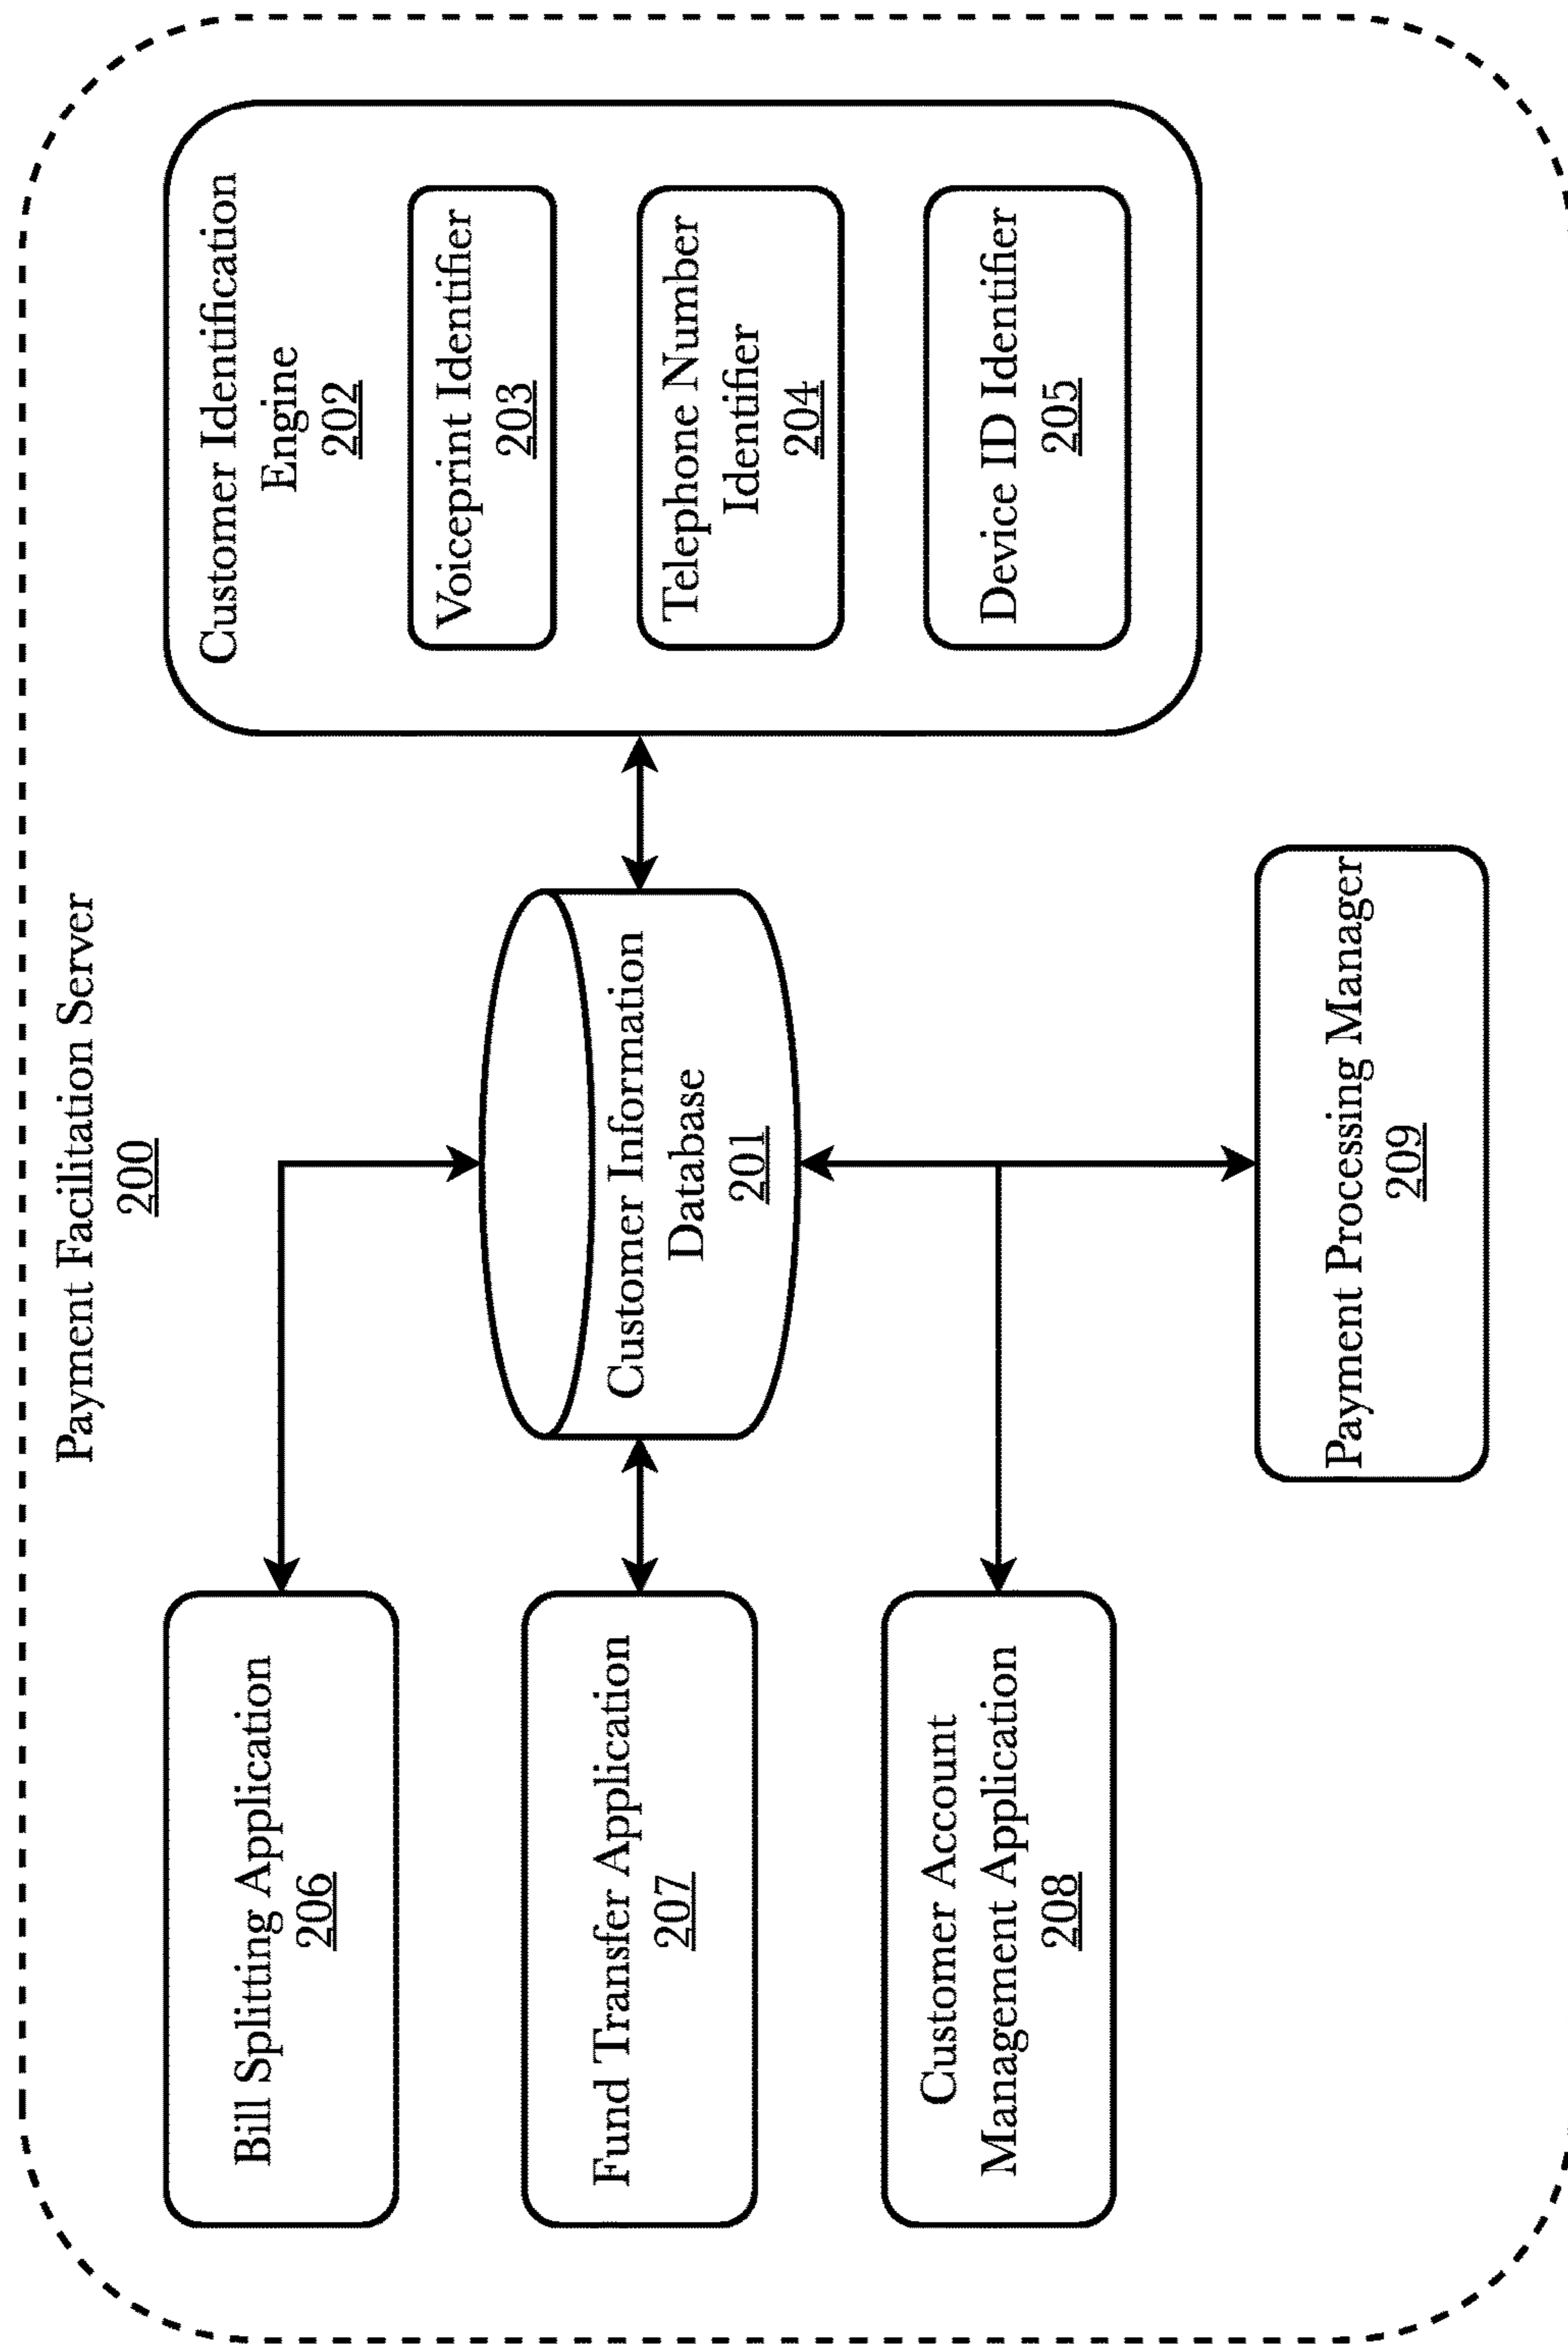 Payment Facilitation Server
200
Bill Splitting Application
206
Fund Transfer Application
207
Customer Account
Management Application
208
Customer Information
Database
201
Payment Processing Manager
209
Customer Identification
Engine
202
Voiceprint Identifier
203
Telephone Number
Identifier
204
Device ID Identifier
205